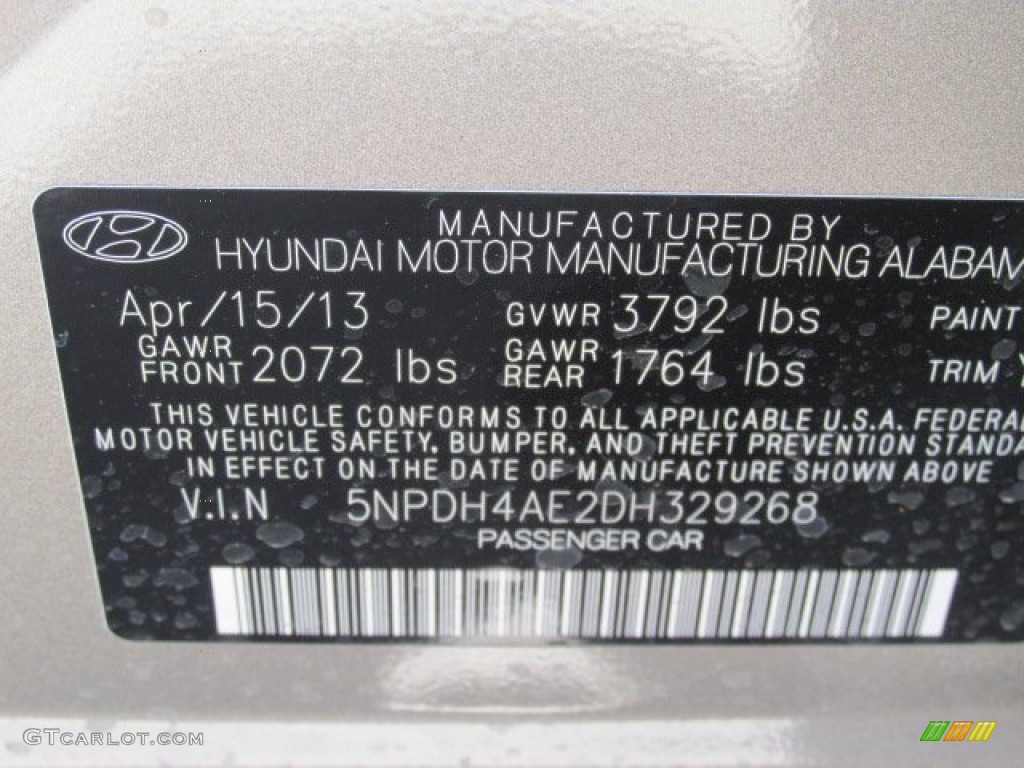 MANUFACTURED BY
HYUNDAI MOTOR MANUFACTURING ALABAM
Apr/15/13 GVWR 3792 lbs PAINT
GAWR FRONT 2072 lbs GAWR REAR 1764 lbs TRIM
THIS VEHICLE CONFORMS TO ALL APPLICABLE U.S.A. FEDERAL
MOTOR VEHICLE SAFETY, BUMPER, AND THEFT PREVENTION STANDA
IN EFFECT ON THE DATE OF MANUFACTURE SHOWN ABOVE
V.I.N 5NPDH4AE2DH329268
PASSENGER CAR
GTCARLOT.COM